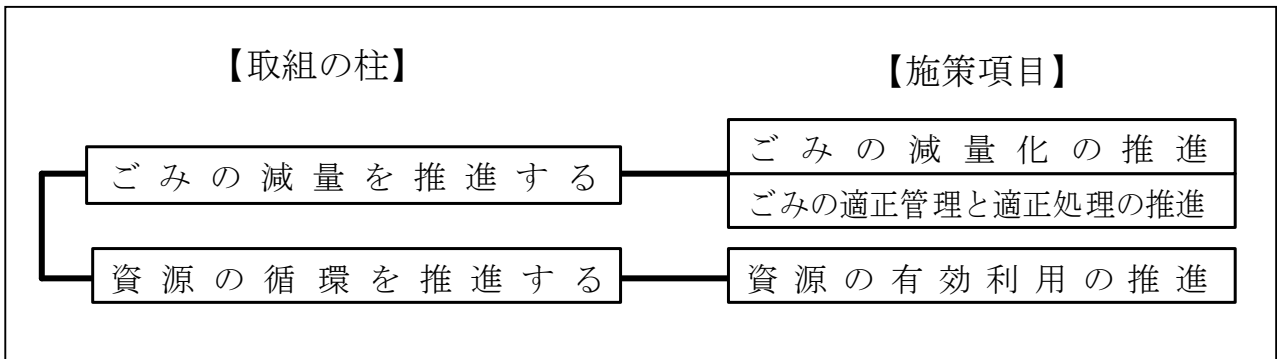 【取組の柱】
【施策項目】
ごみの減量を推進する
ごみの減量化の推進
ごみの適正管理と適正処理の推進
資源の循環を推進する
資源の有効利用の推進